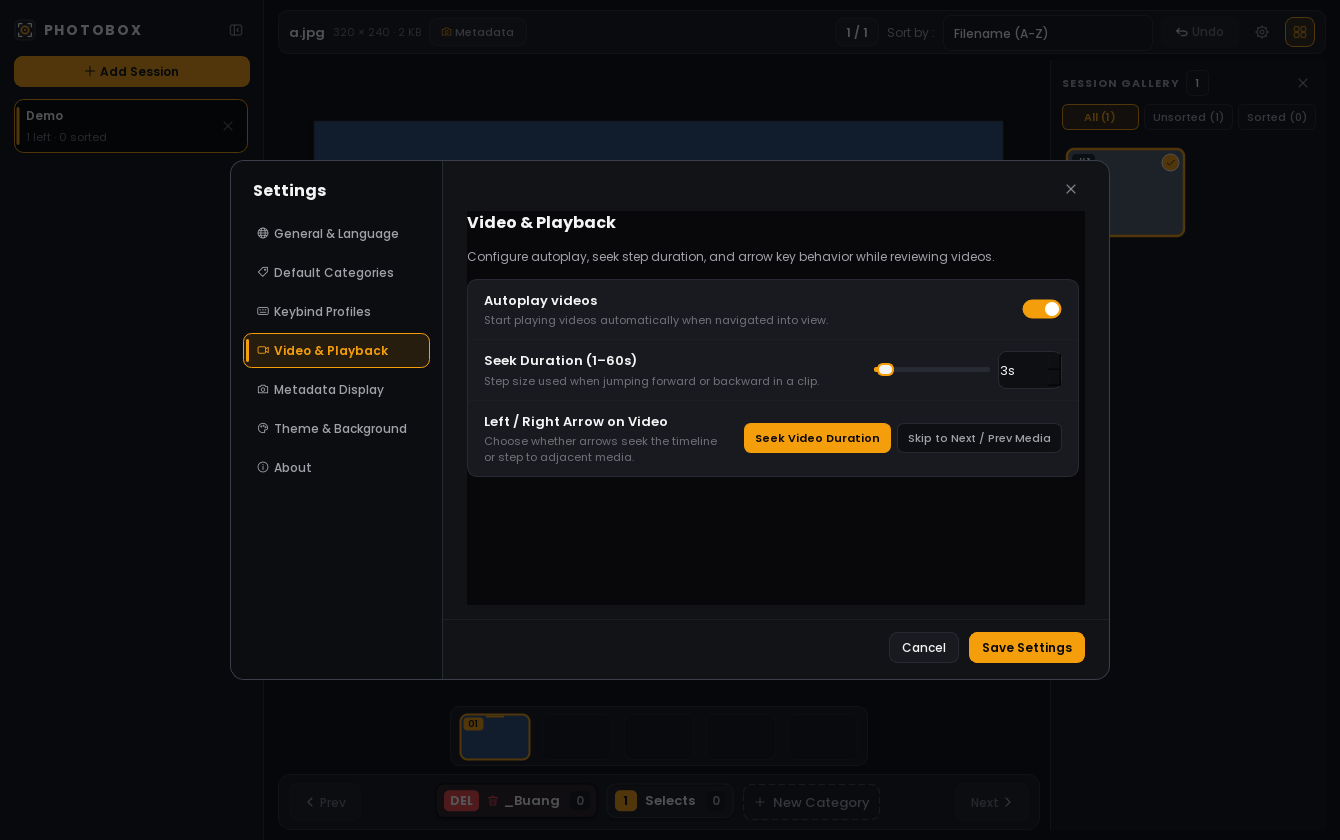 PHOTOBOX
Add Session
Demo
1 left · 0 sorted
a.jpg 320 × 240 · 2 KB Metadata
1 / 1 Sort by : Filename (A-Z) Undo
SESSION GALLERY 1
All (1) Unsorted (1) Sorted (0)
Settings
General & Language
Default Categories
Keybind Profiles
Video & Playback
Metadata Display
Theme & Background
About
Video & Playback
Configure autoplay, seek step duration, and arrow key behavior while reviewing videos.
Autoplay videos
Start playing videos automatically when navigated into view.
Seek Duration (1–60s)
Step size used when jumping forward or backward in a clip.
3s
Left / Right Arrow on Video
Choose whether arrows seek the timeline
or step to adjacent media.
Seek Video Duration Skip to Next / Prev Media
Cancel Save Settings
01
Prev DEL _Buang 0 1 Selects 0 New Category Next